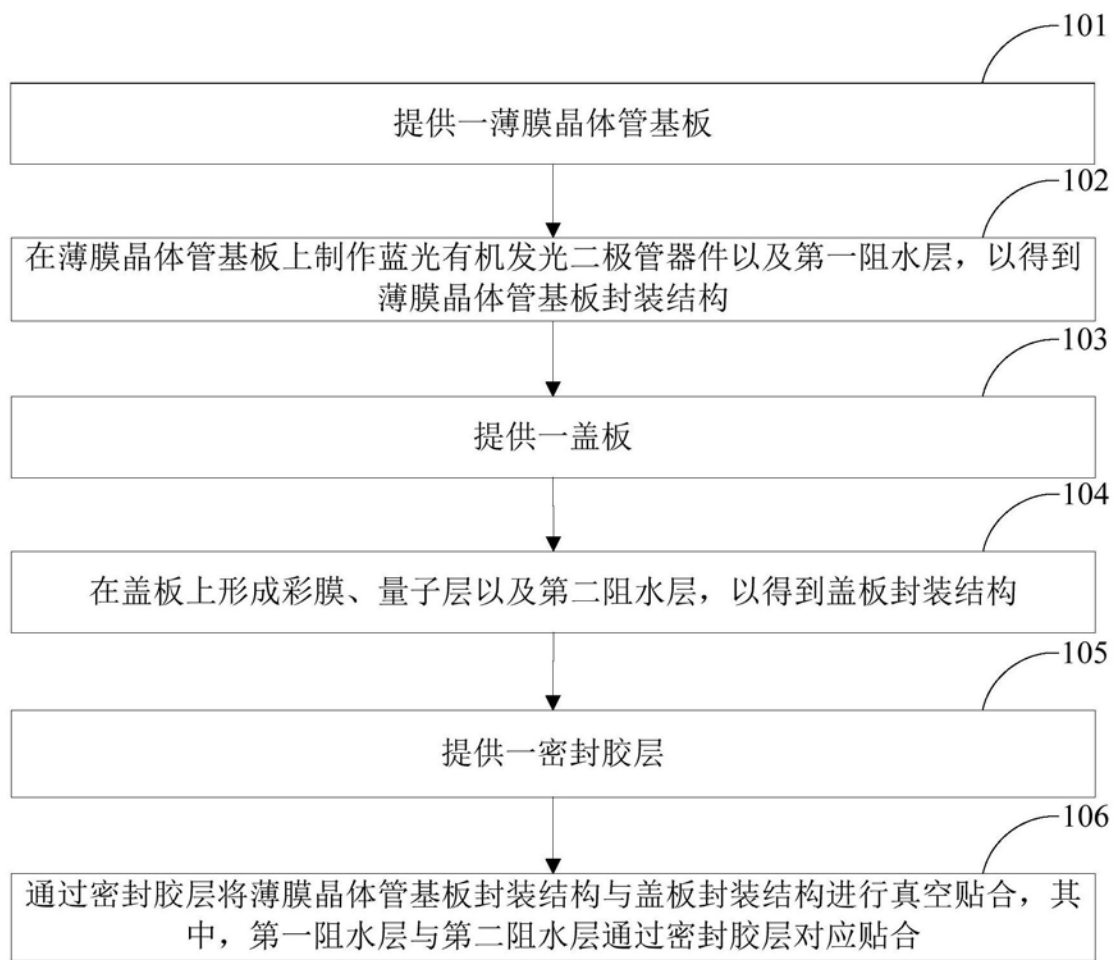 101
提供一薄膜晶体管基板
102
在薄膜晶体管基板上制作蓝光有机发光二极管器件以及第一阻水层，以得到
薄膜晶体管基板封装结构
103
提供一盖板
104
在盖板上形成彩膜、量子层以及第二阻水层，以得到盖板封装结构
105
提供一密封胶层
106
通过密封胶层将薄膜晶体管基板封装结构与盖板封装结构进行真空贴合，其
中，第一阻水层与第二阻水层通过密封胶层对应贴合